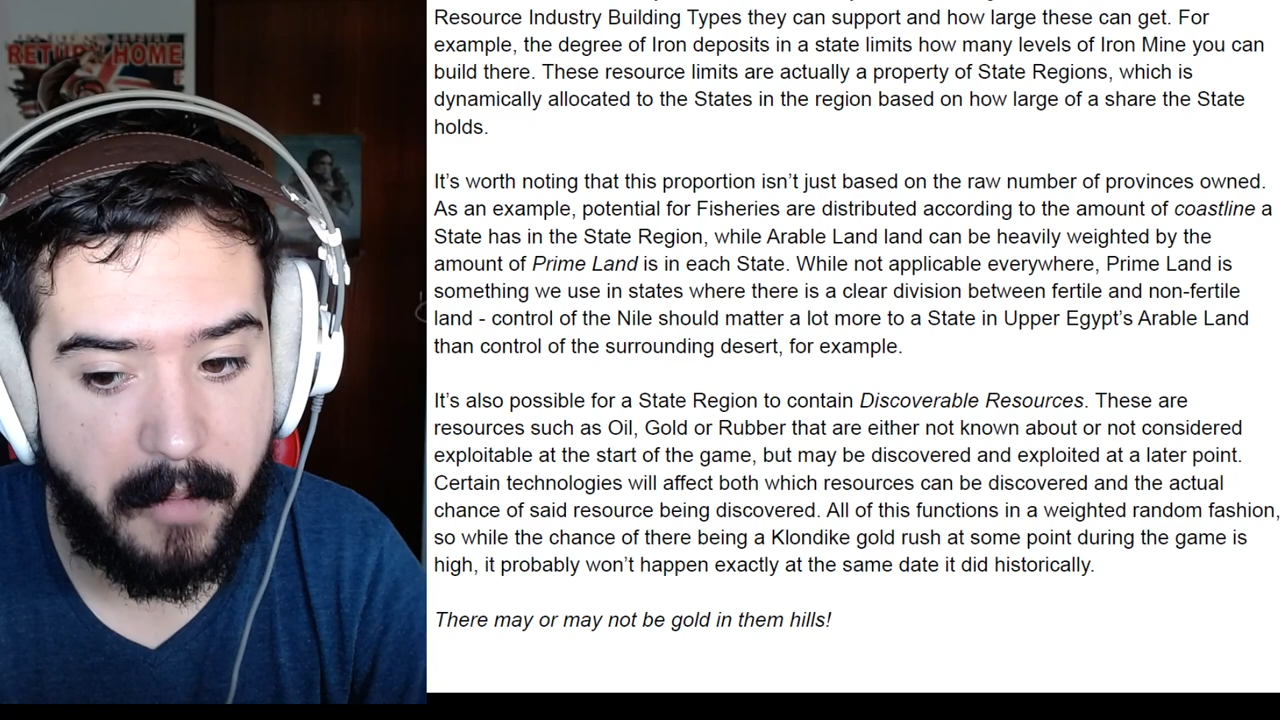 RETURN HOME
Resource Industry Building Types they can support and how large these can get. For
example, the degree of Iron deposits in a state limits how many levels of Iron Mine you can
build there. These resource limits are actually a property of State Regions, which is
dynamically allocated to the States in the region based on how large of a share the State
holds.
It’s worth noting that this proportion isn’t just based on the raw number of provinces owned.
As an example, potential for Fisheries are distributed according to the amount of coastline a
State has in the State Region, while Arable Land land can be heavily weighted by the
amount of Prime Land is in each State. While not applicable everywhere, Prime Land is
something we use in states where there is a clear division between fertile and non-fertile
land - control of the Nile should matter a lot more to a State in Upper Egypt’s Arable Land
than control of the surrounding desert, for example.
It’s also possible for a State Region to contain Discoverable Resources. These are
resources such as Oil, Gold or Rubber that are either not known about or not considered
exploitable at the start of the game, but may be discovered and exploited at a later point.
Certain technologies will affect both which resources can be discovered and the actual
chance of said resource being discovered. All of this functions in a weighted random fashion,
so while the chance of there being a Klondike gold rush at some point during the game is
high, it probably won’t happen exactly at the same date it did historically.
There may or may not be gold in them hills!